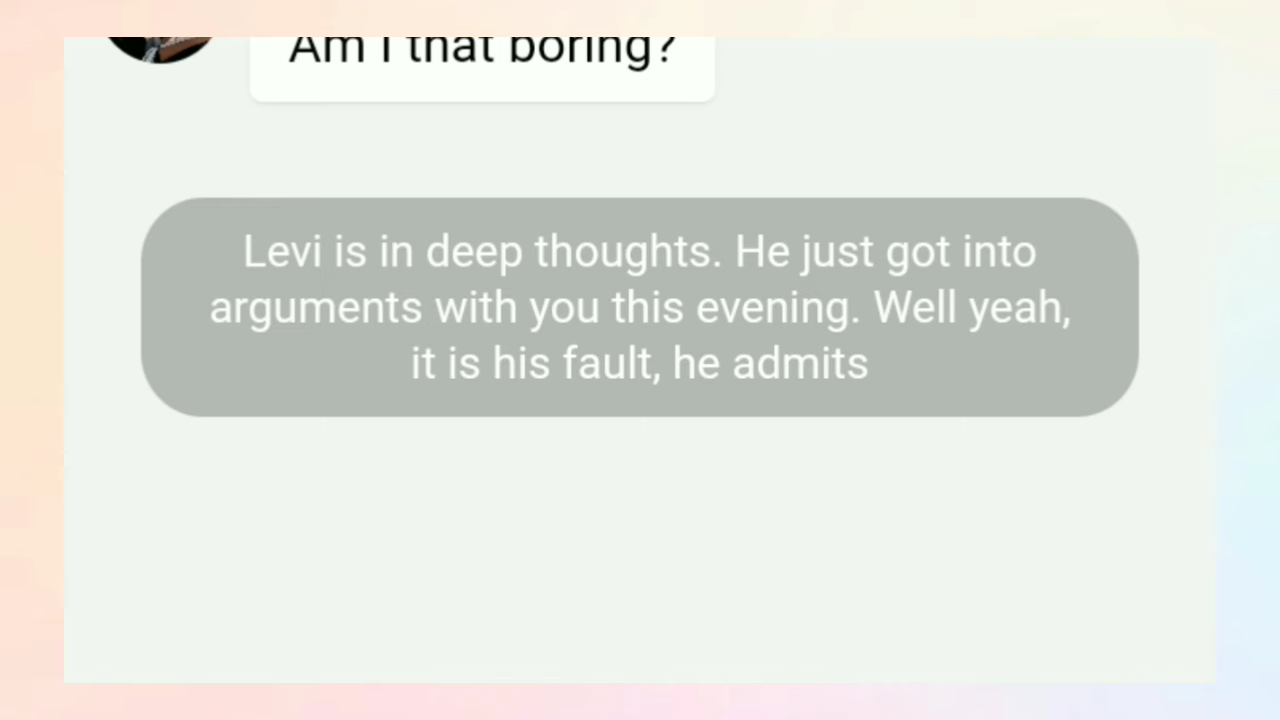 Am I that boring?
Levi is in deep thoughts. He just got into
arguments with you this evening. Well yeah,
it is his fault, he admits